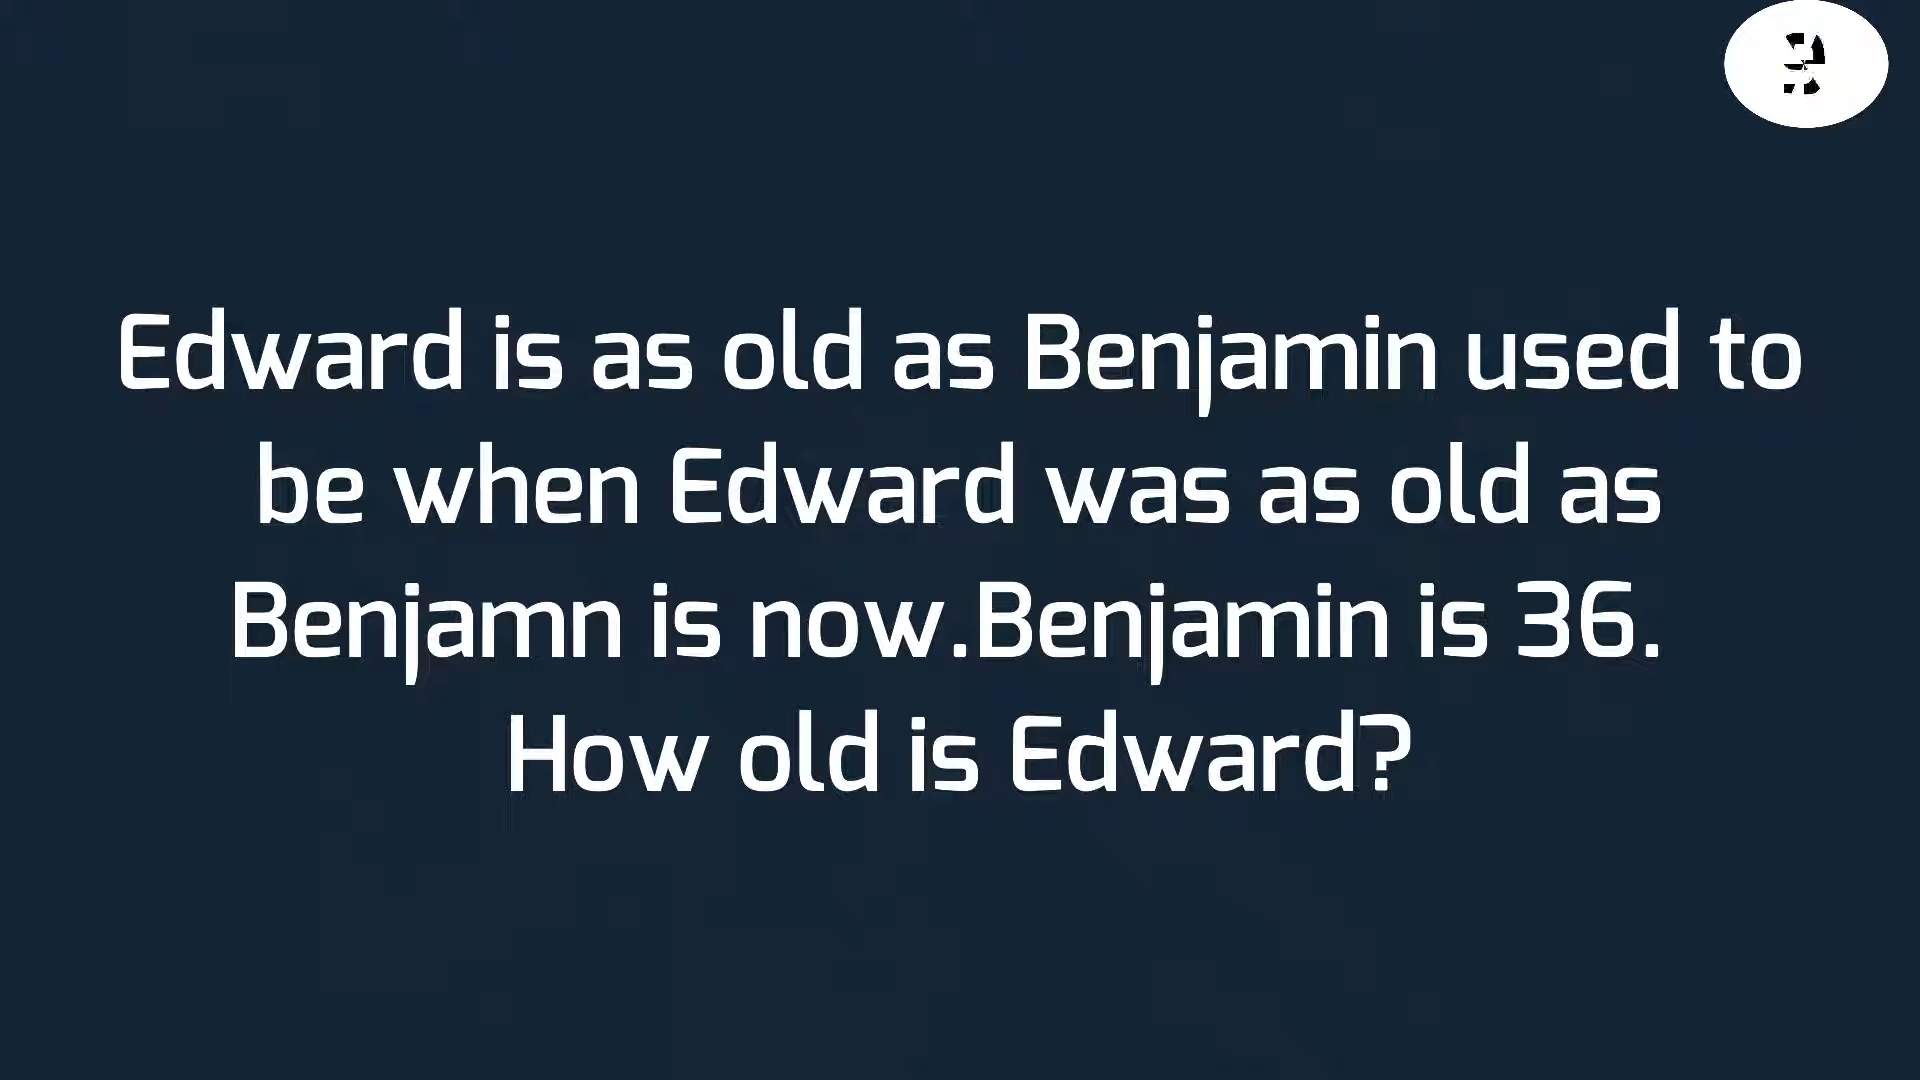 Edward is as old as Benjamin used to
be when Edward was as old as
Benjamn is now.Benjamin is 36.
How old is Edward?